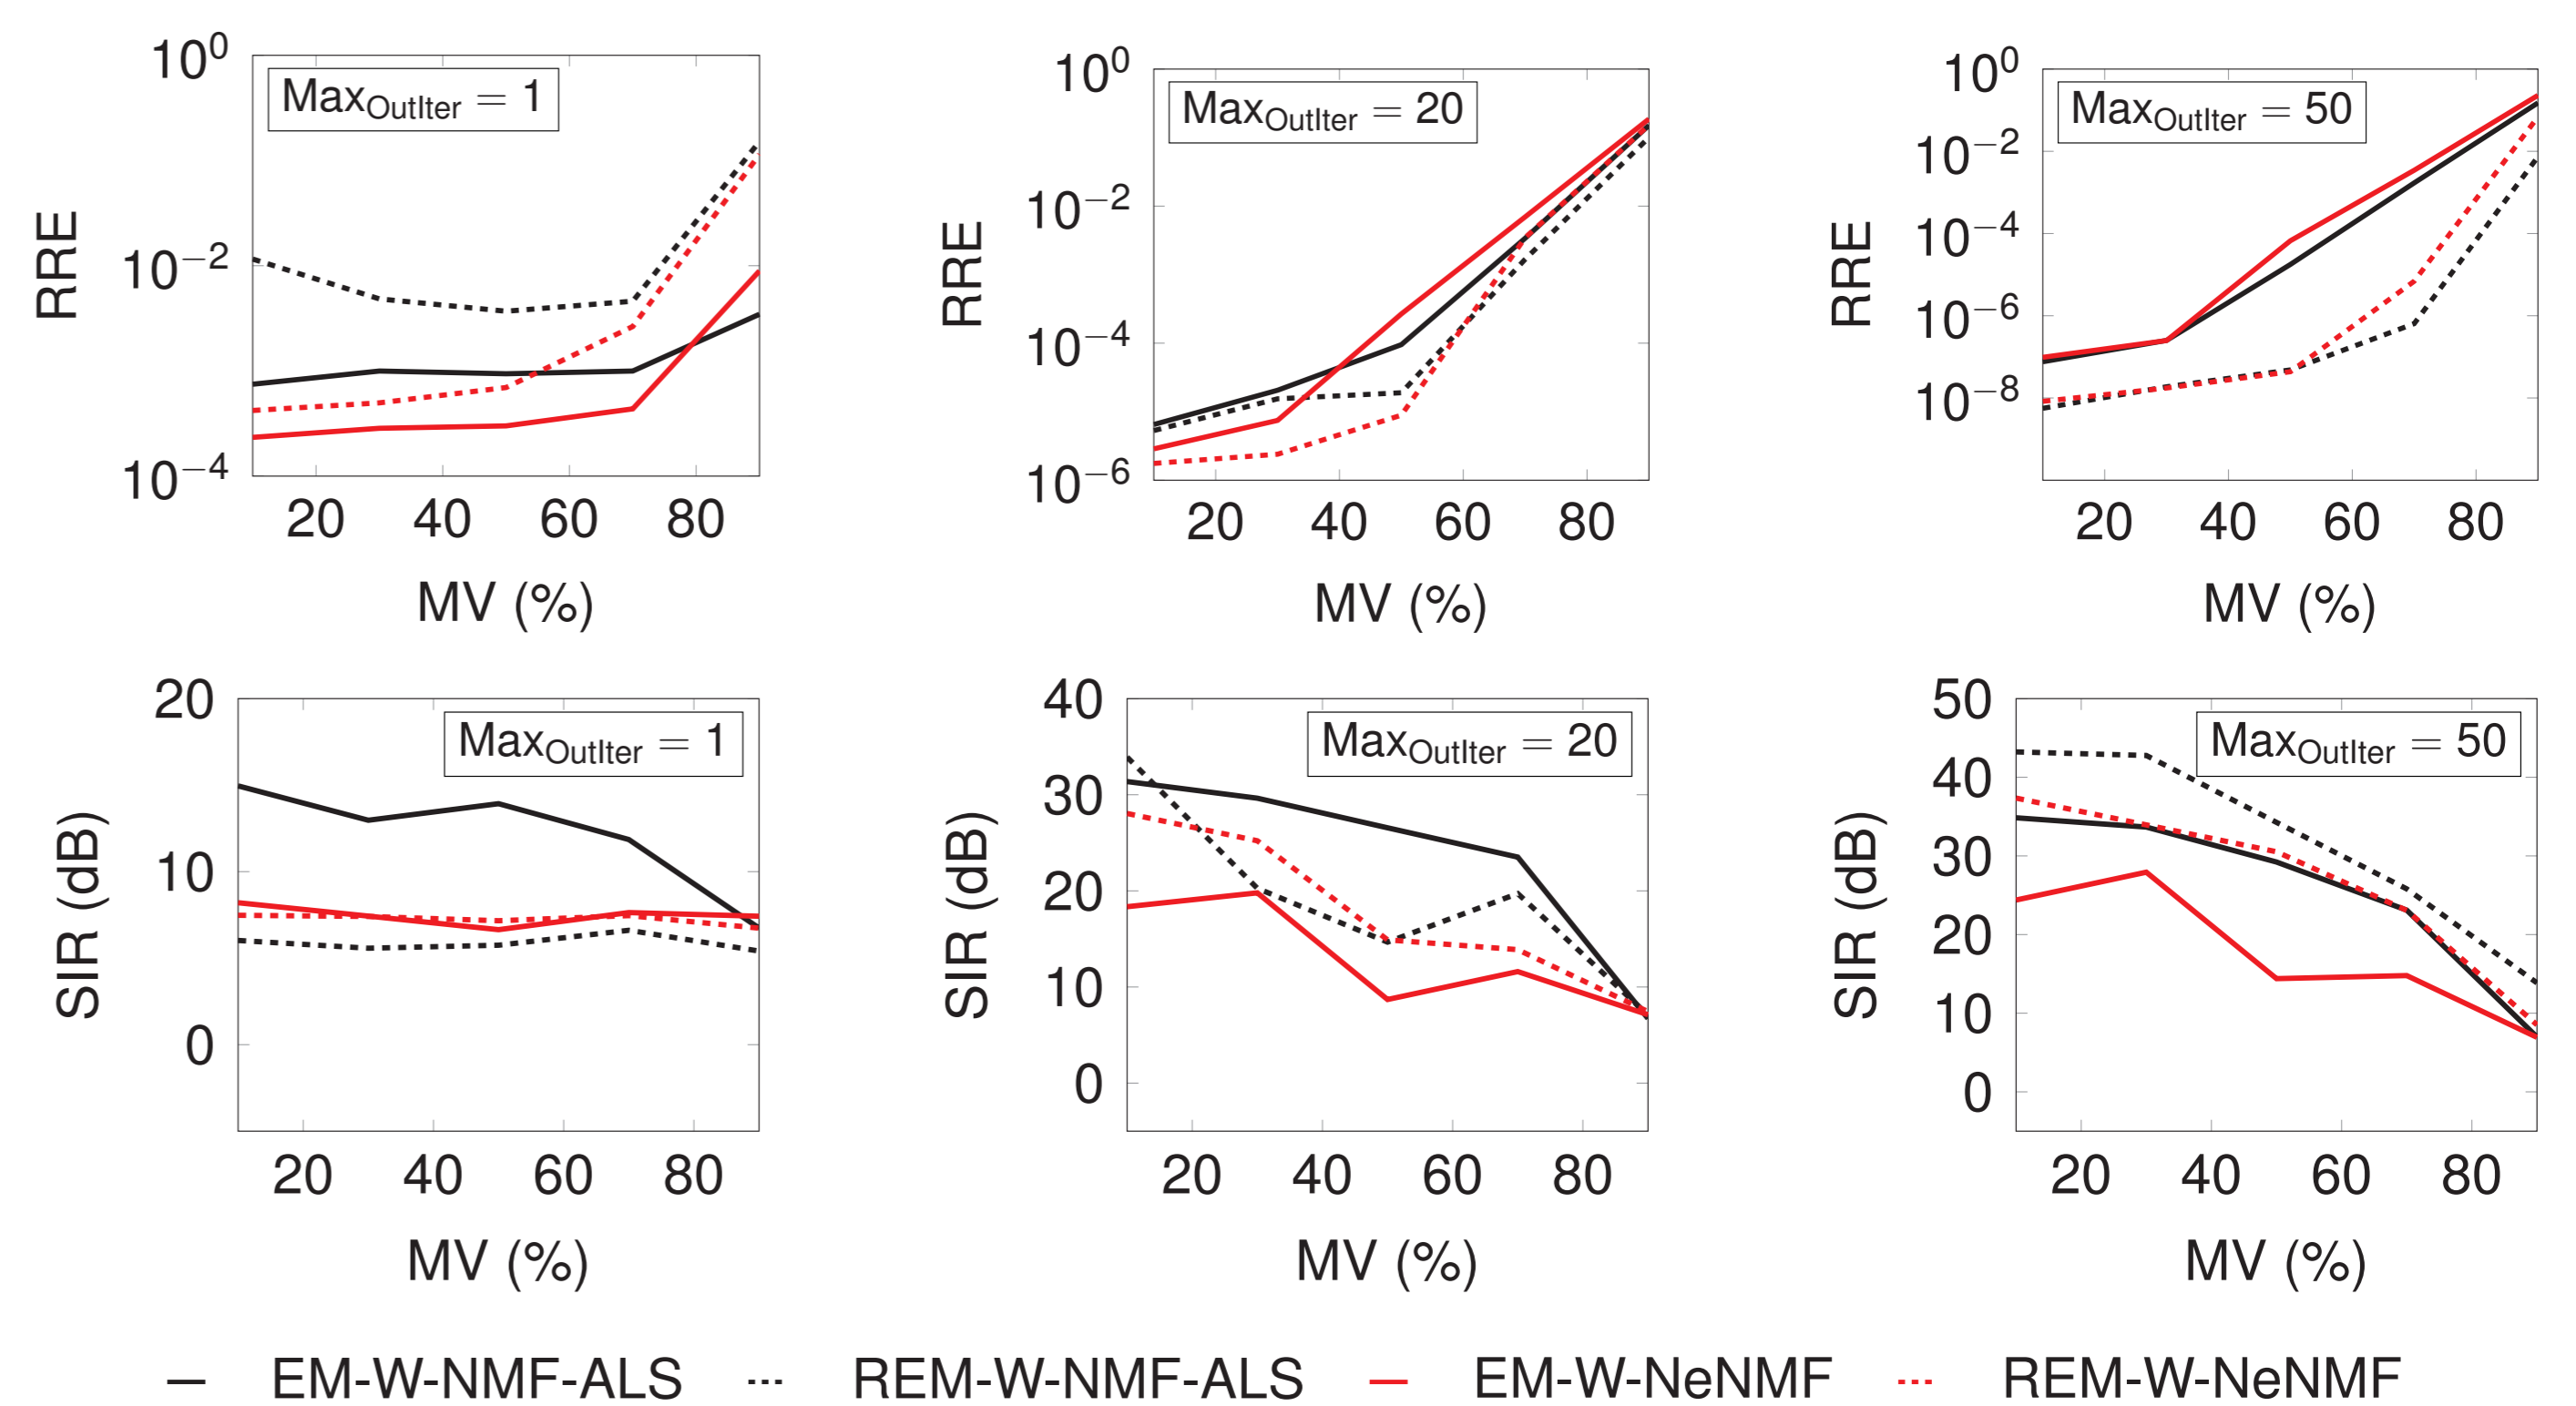 10^0
10^−2
10^−4
RRE
Max_OutIter = 1
20 40 60 80
MV (%)
10^0
10^−2
10^−4
10^−6
RRE
Max_OutIter = 20
20 40 60 80
MV (%)
10^0
10^−2
10^−4
10^−6
10^−8
RRE
Max_OutIter = 50
20 40 60 80
MV (%)
20
10
0
SIR (dB)
Max_OutIter = 1
20 40 60 80
MV (%)
40
30
20
10
0
SIR (dB)
Max_OutIter = 20
20 40 60 80
MV (%)
50
40
30
20
10
0
SIR (dB)
Max_OutIter = 50
20 40 60 80
MV (%)
EM-W-NMF-ALS REM-W-NMF-ALS EM-W-NeNMF REM-W-NeNMF